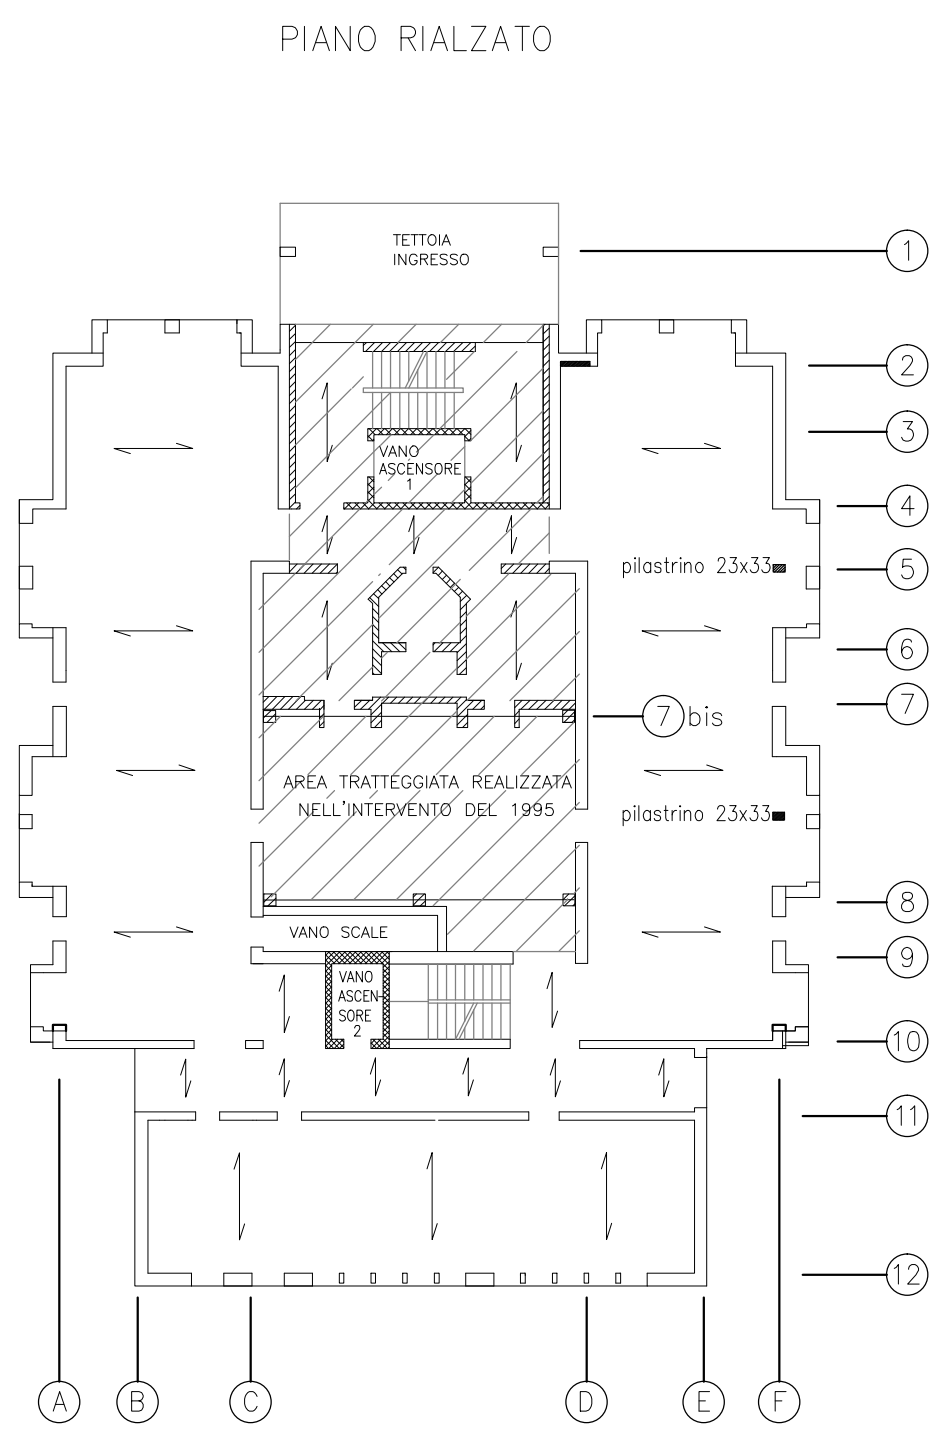 PIANO RIALZATO
TETTOIA
INGRESSO
1
2
3
VANO
ASCENSORE
1
4
pilastrino 23x33
5
6
7
7 bis
AREA TRATTEGGIATA REALIZZATA
NELL'INTERVENTO DEL 1995
pilastrino 23x33
8
VANO SCALE
9
VANO
ASCEN-
SORE
2
10
11
12
A
B
C
D
E
F